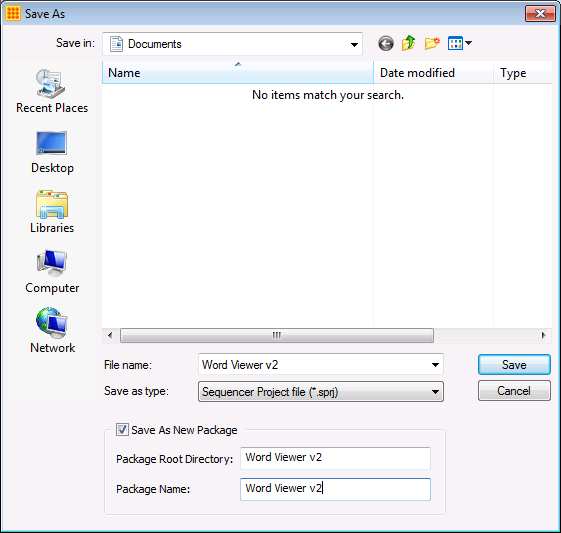 Save As
Save in: Documents
Name Date modified Type
No items match your search.
Recent Places
Desktop
Libraries
Computer
Network
File name: Word Viewer v2 Save
Save as type: Sequencer Project file (*.sprj) Cancel
Save As New Package
Package Root Directory: Word Viewer v2
Package Name: Word Viewer v2